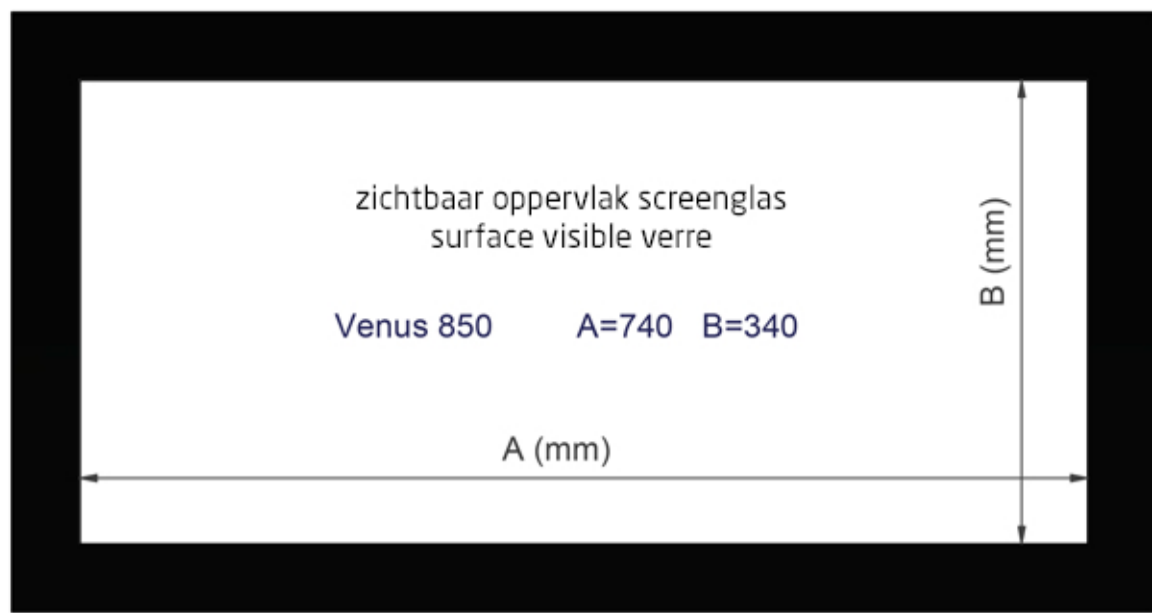 zichtbaar oppervlak screenglas
surface visible verre
Venus 850 A=740 B=340
B (mm)
A (mm)